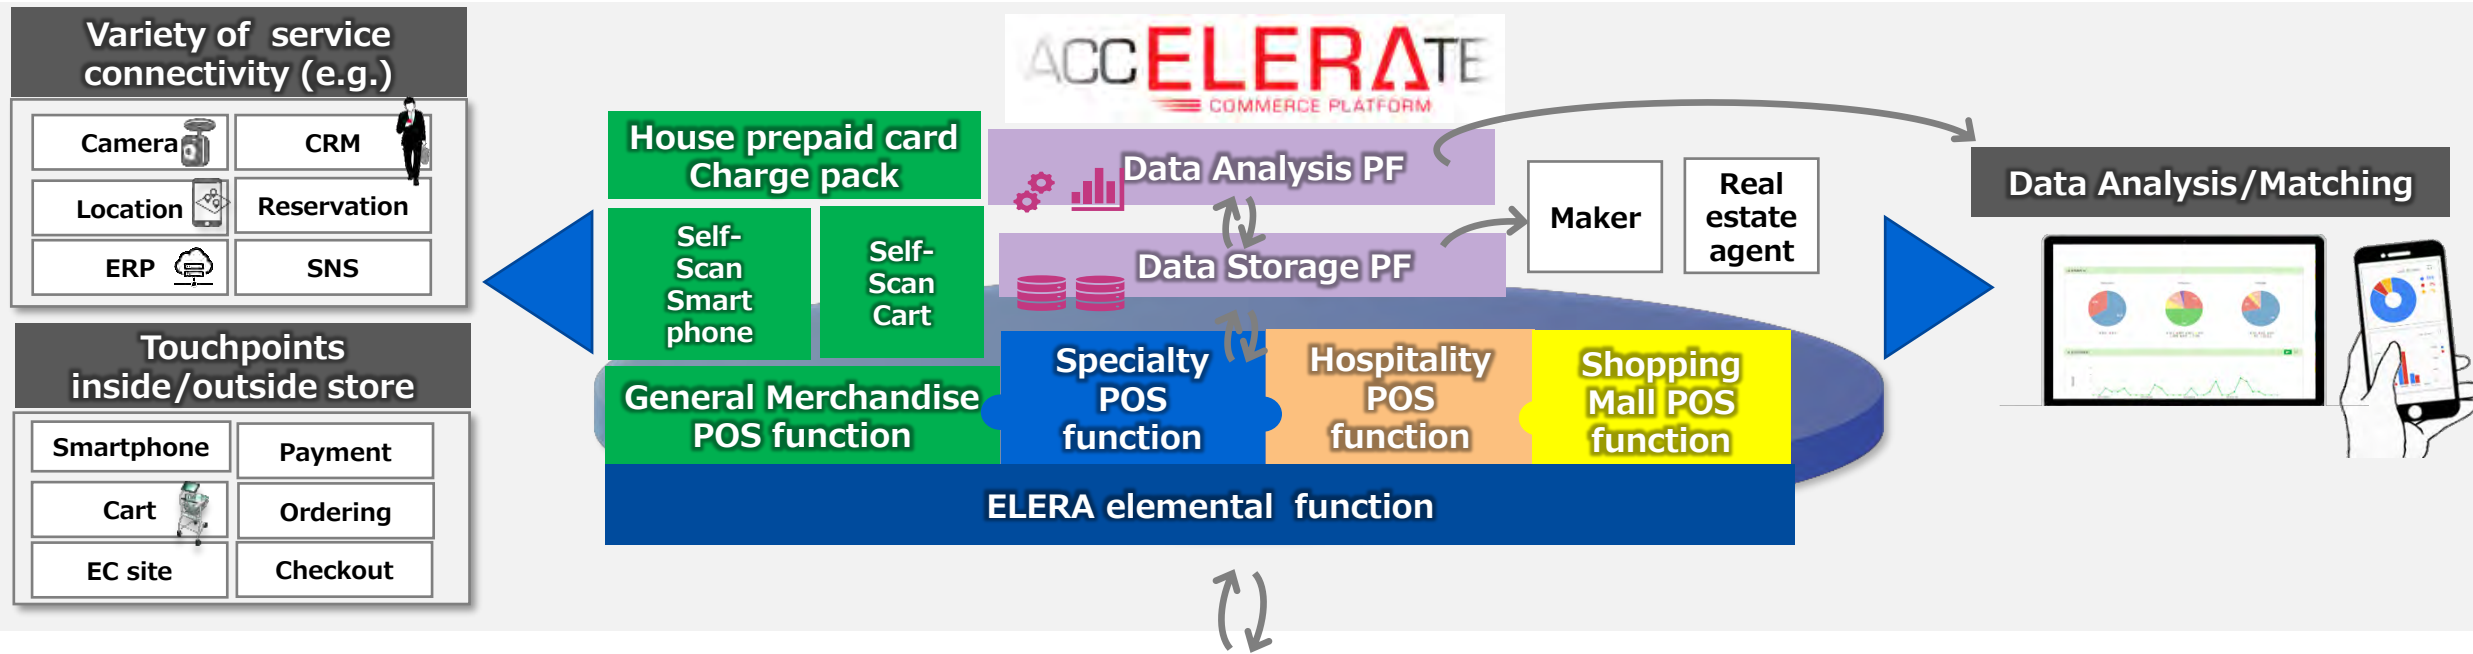 Variety of service
connectivity (e.g.)
Camera
CRM
Location
Reservation
ERP
SNS
Touchpoints
inside/outside store
Smartphone
Payment
Cart
Ordering
EC site
Checkout
ACCELERATE
COMMERCE PLATFORM
House prepaid card
Charge pack
Data Analysis PF
Self-
Scan
Smart
phone
Self-
Scan
Cart
Data Storage PF
Maker
Real
estate
agent
General Merchandise
POS function
Specialty
POS
function
Hospitality
POS
function
Shopping
Mall POS
function
ELERA elemental function
Data Analysis/Matching